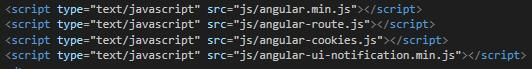 <script type="text/javascript" src="js/angular.min.js"></script>
<script type="text/javascript" src="js/angular-route.js"></script>
<script type="text/javascript" src="js/angular-cookies.js"></script>
<script type="text/javascript" src="js/angular-ui-notification.min.js"></script>